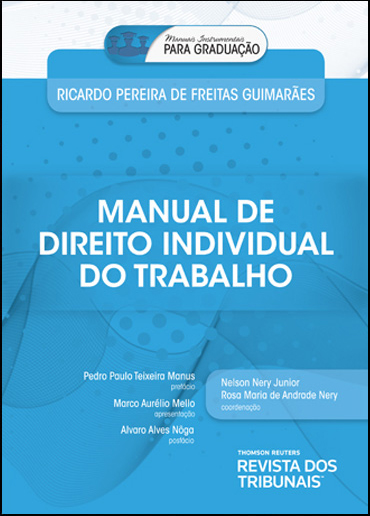 Manuais Instrumentais
PARA GRADUAÇÃO
RICARDO PEREIRA DE FREITAS GUIMARÃES
MANUAL DE
DIREITO INDIVIDUAL
DO TRABALHO
Pedro Paulo Teixeira Manus
prefácio
Marco Aurélio Mello
apresentação
Alvaro Alves Nôga
posfácio
Nelson Nery Junior
Rosa Maria de Andrade Nery
coordenação
THOMSON REUTERS
REVISTA DOS
TRIBUNAIS™